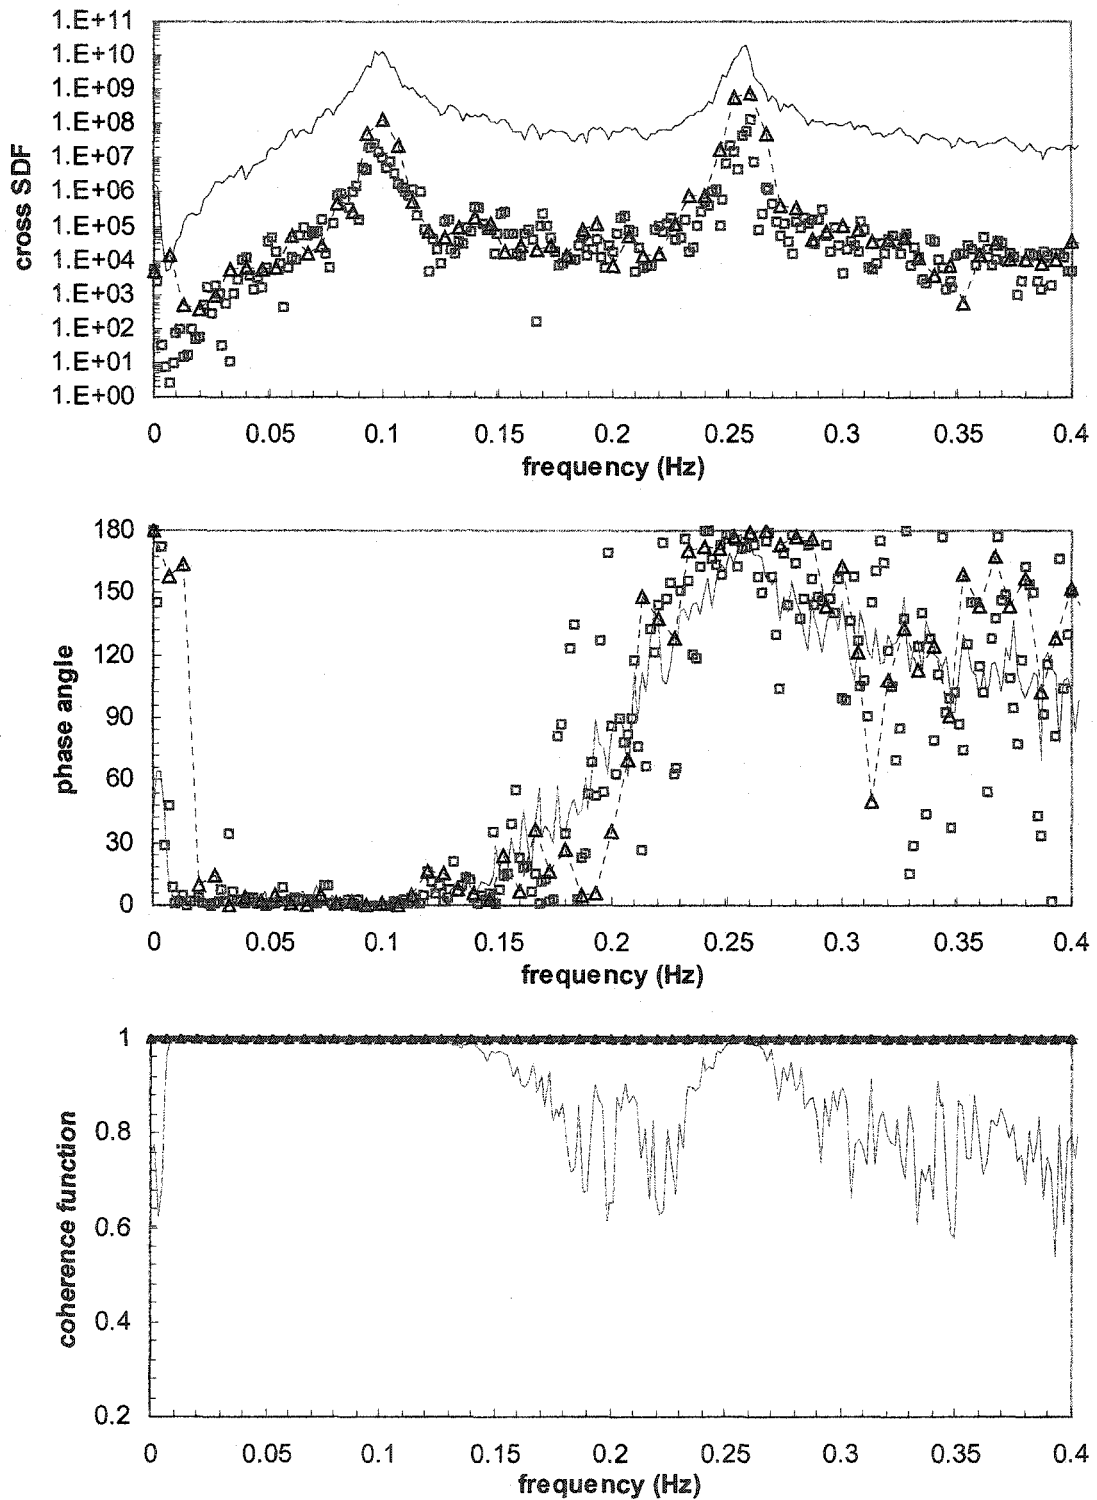 1.E+11
1.E+10
1.E+09
1.E+08
1.E+07
1.E+06
1.E+05
1.E+04
1.E+03
1.E+02
1.E+01
1.E+00
cross SDF
0 0.05 0.1 0.15 0.2 0.25 0.3 0.35 0.4
frequency (Hz)
180
150
120
90
60
30
0
phase angle
0 0.05 0.1 0.15 0.2 0.25 0.3 0.35 0.4
frequency (Hz)
1
0.8
0.6
0.4
0.2
coherence function
0 0.05 0.1 0.15 0.2 0.25 0.3 0.35 0.4
frequency (Hz)